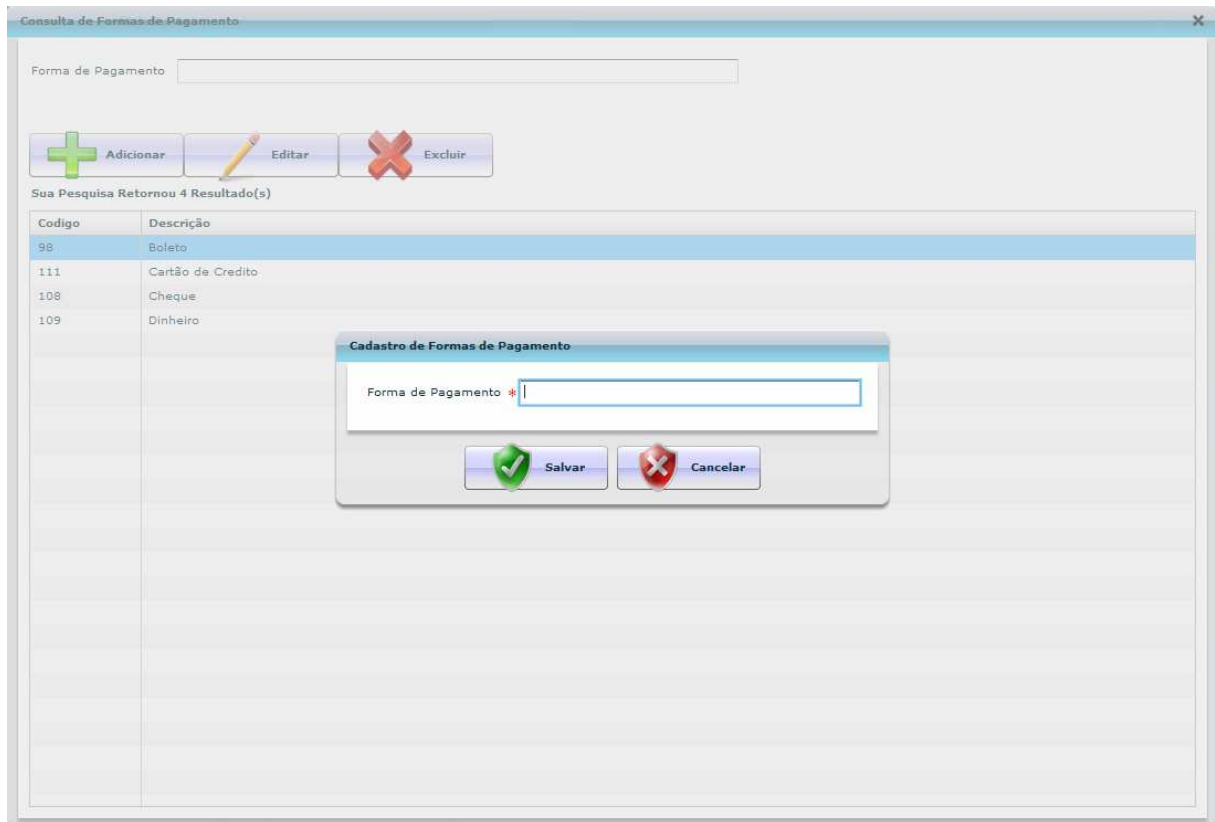 Consulta de Formas de Pagamento
Forma de Pagamento
Adicionar Editar Excluir
Sua Pesquisa Retornou 4 Resultado(s)
Codigo Descrição
98 Boleto
111 Cartão de Credito
108 Cheque
109 Dinheiro
Cadastro de Formas de Pagamento
Forma de Pagamento *
Salvar Cancelar